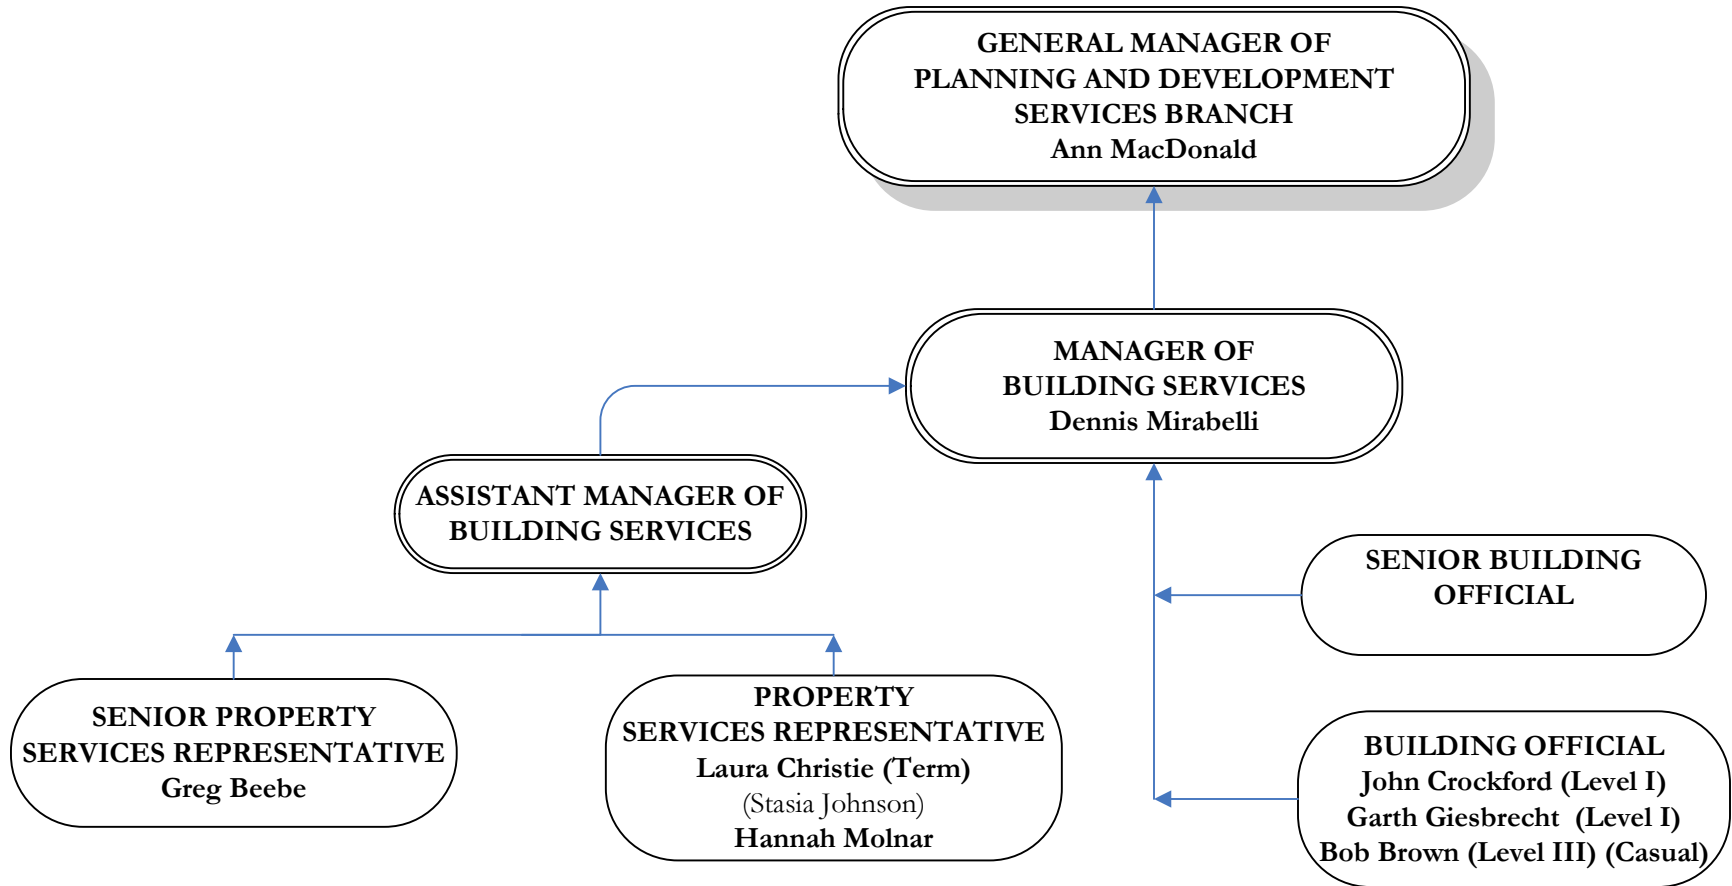 GENERAL MANAGER OF
PLANNING AND DEVELOPMENT
SERVICES BRANCH
Ann MacDonald
MANAGER OF
BUILDING SERVICES
Dennis Mirabelli
ASSISTANT MANAGER OF
BUILDING SERVICES
SENIOR BUILDING
OFFICIAL
SENIOR PROPERTY
SERVICES REPRESENTATIVE
Greg Beebe
PROPERTY
SERVICES REPRESENTATIVE
Laura Christie (Term)
(Stasia Johnson)
Hannah Molnar
BUILDING OFFICIAL
John Crockford (Level I)
Garth Giesbrecht  (Level I)
Bob Brown (Level III) (Casual)